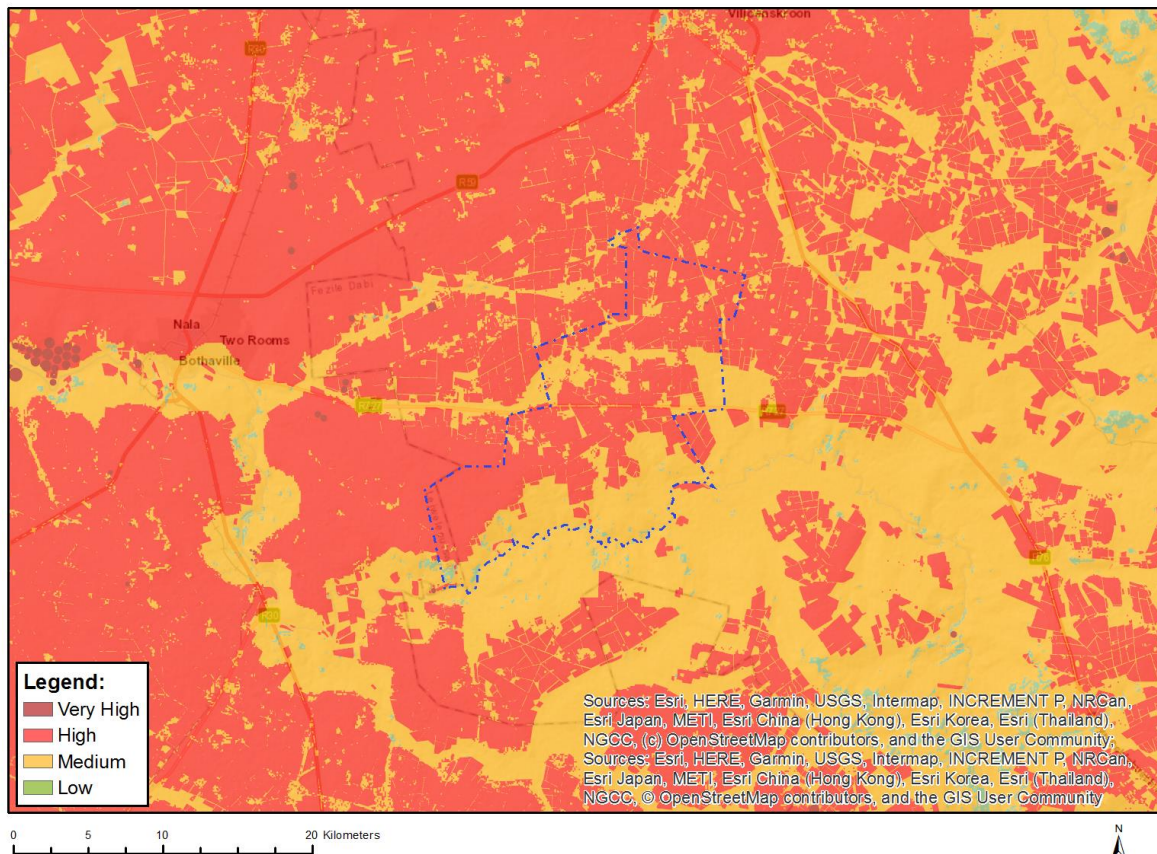 Viljoenskroon
R59
Fezile Dabi
Nala
Two Rooms
Bothaville
R30
Legend:
Very High
High
Medium
Low
Sources: Esri, HERE, Garmin, USGS, Intermap, INCREMENT P, NRCan,
Esri Japan, METI, Esri China (Hong Kong), Esri Korea, Esri (Thailand),
NGCC, (c) OpenStreetMap contributors, and the GIS User Community;
Sources: Esri, HERE, Garmin, USGS, Intermap, INCREMENT P, NRCan,
Esri Japan, METI, Esri China (Hong Kong), Esri Korea, Esri (Thailand),
NGCC, © OpenStreetMap contributors, and the GIS User Community
0 5 10 20 Kilometers
N